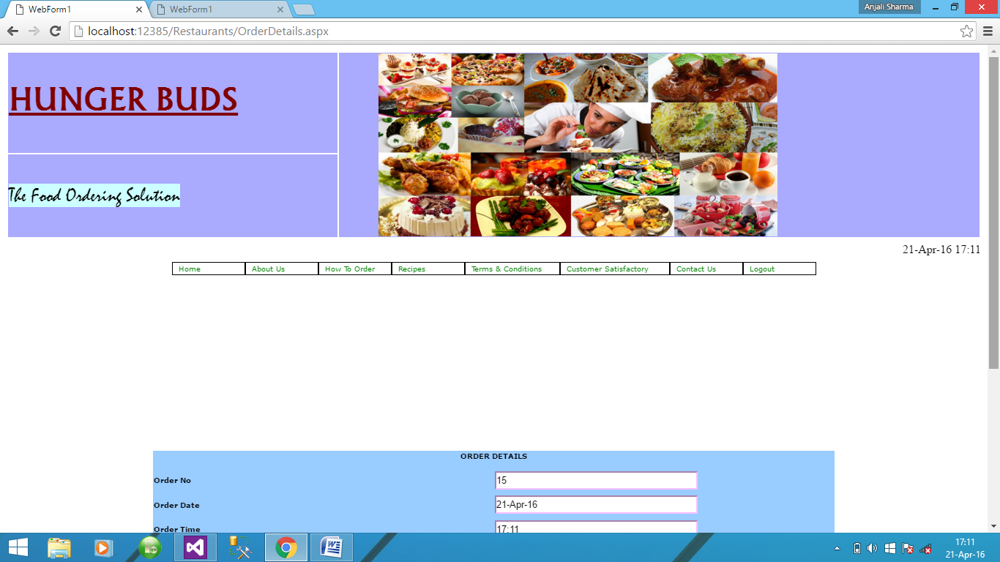 WebForm1
WebForm1
Anjali Sharma
localhost:12385/Restaurants/OrderDetails.aspx
HUNGER BUDS
The Food Ordering Solution
21-Apr-16 17:11
Home About Us How To Order Recipes Terms & Conditions Customer Satisfactory Contact Us Logout
ORDER DETAILS
Order No 15
Order Date 21-Apr-16
Order Time 17:11
17:11
21-Apr-16